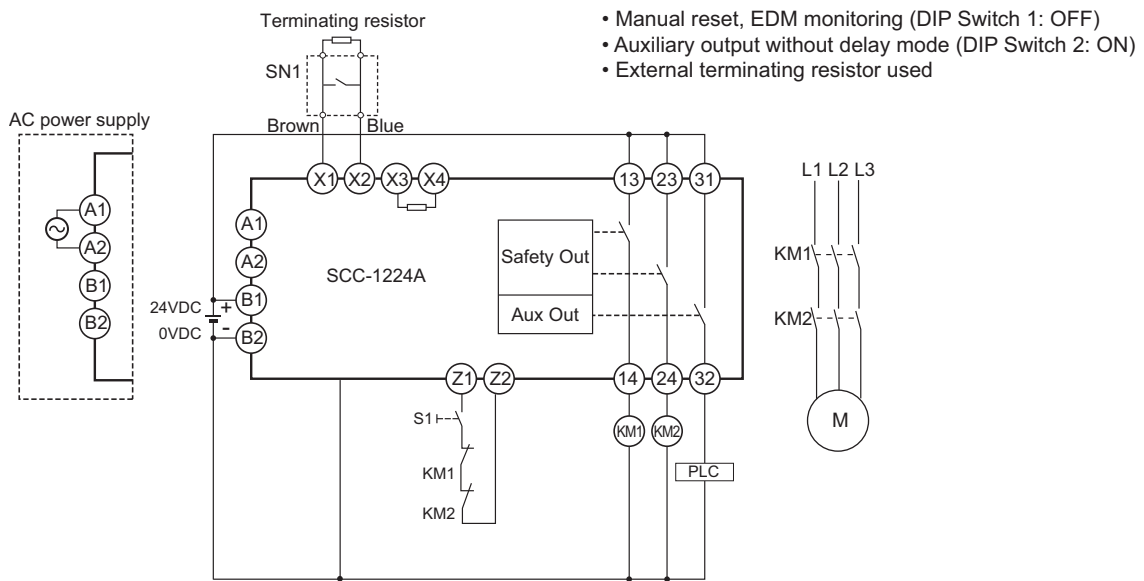 Terminating resistor
• Manual reset, EDM monitoring (DIP Switch 1: OFF)
• Auxiliary output without delay mode (DIP Switch 2: ON)
• External terminating resistor used
SN1
AC power supply
Brown
Blue
X1 X2 X3 X4
13 23 31
L1 L2 L3
A1
A2
B1
B2
A1
A2
B1
B2
24VDC
+
0VDC
-
SCC-1224A
Safety Out
Aux Out
KM1
KM2
M
Z1 Z2
14 24 32
S1
KM1
KM2
KM1 KM2
PLC